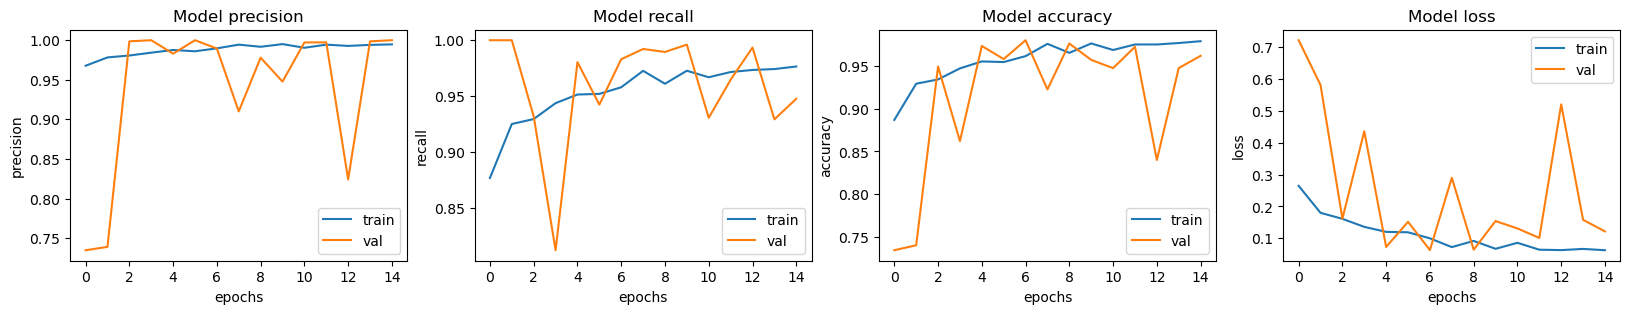 Model precision
precision
1.00
0.95
0.90
0.85
0.80
0.75
0 2 4 6 8 10 12 14
epochs
train
val
Model recall
recall
1.00
0.95
0.90
0.85
0 2 4 6 8 10 12 14
epochs
train
val
Model accuracy
accuracy
0.95
0.90
0.85
0.80
0.75
0 2 4 6 8 10 12 14
epochs
train
val
Model loss
loss
0.7
0.6
0.5
0.4
0.3
0.2
0.1
0 2 4 6 8 10 12 14
epochs
train
val